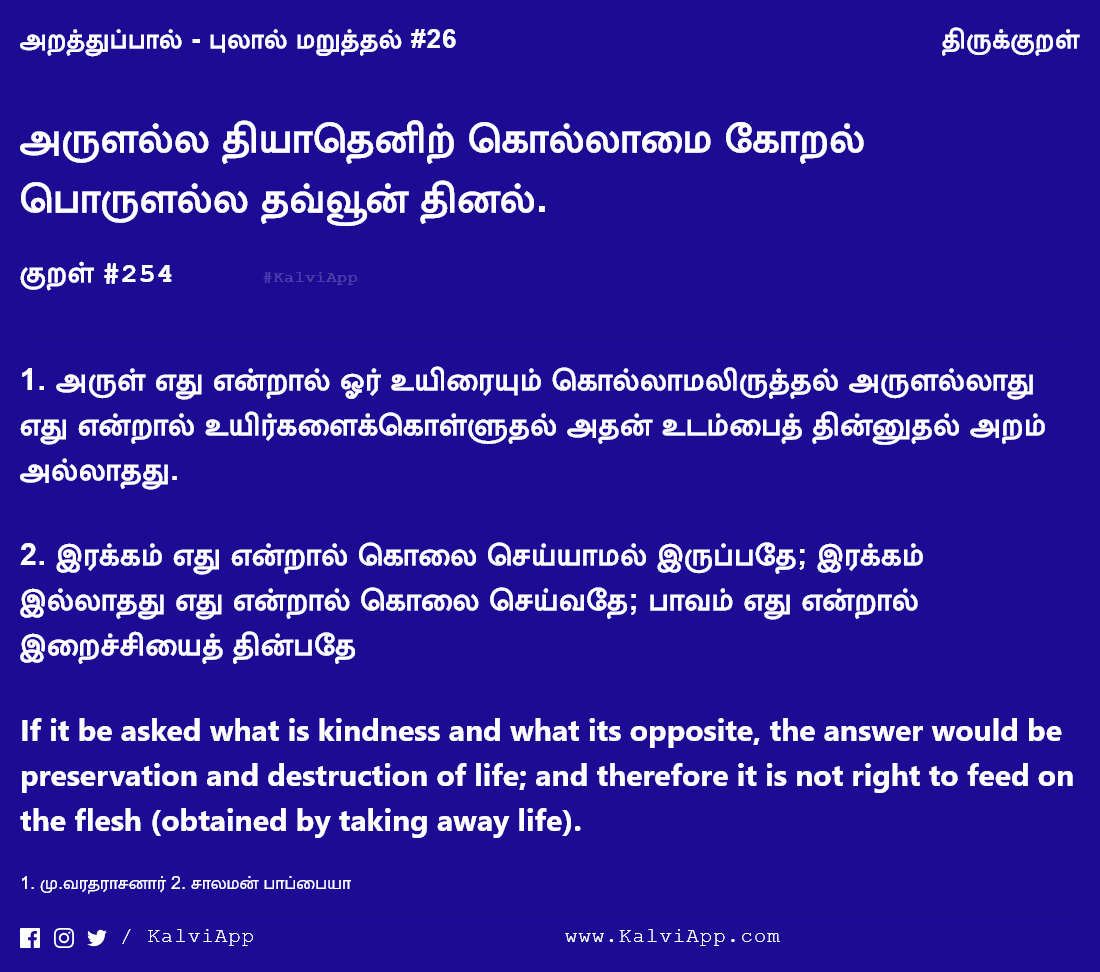 அறத்துப்பால் - புலால் மறுத்தல் #26
திருக்குறள்
அருளல்ல தியாதெனிற் கொல்லாமை கோறல்
பொருளல்ல தவ்வூன் தினல்.
குறள் #254
#KalviApp
1. அருள் எது என்றால் ஓர் உயிரையும் கொல்லாமலிருத்தல் அருளல்லாது
எது என்றால் உயிர்களைக்கொள்ளுதல் அதன் உடம்பைத் தின்னுதல் அறம்
அல்லாதது.
2. இரக்கம் எது என்றால் கொலை செய்யாமல் இருப்பதே; இரக்கம்
இல்லாதது எது என்றால் கொலை செய்வதே; பாவம் எது என்றால்
இறைச்சியைத் தின்பதே
If it be asked what is kindness and what its opposite, the answer would be
preservation and destruction of life; and therefore it is not right to feed on
the flesh (obtained by taking away life).
1. மு.வரதராசனார் 2. சாலமன் பாப்பையா
/ KalviApp
www.KalviApp.com